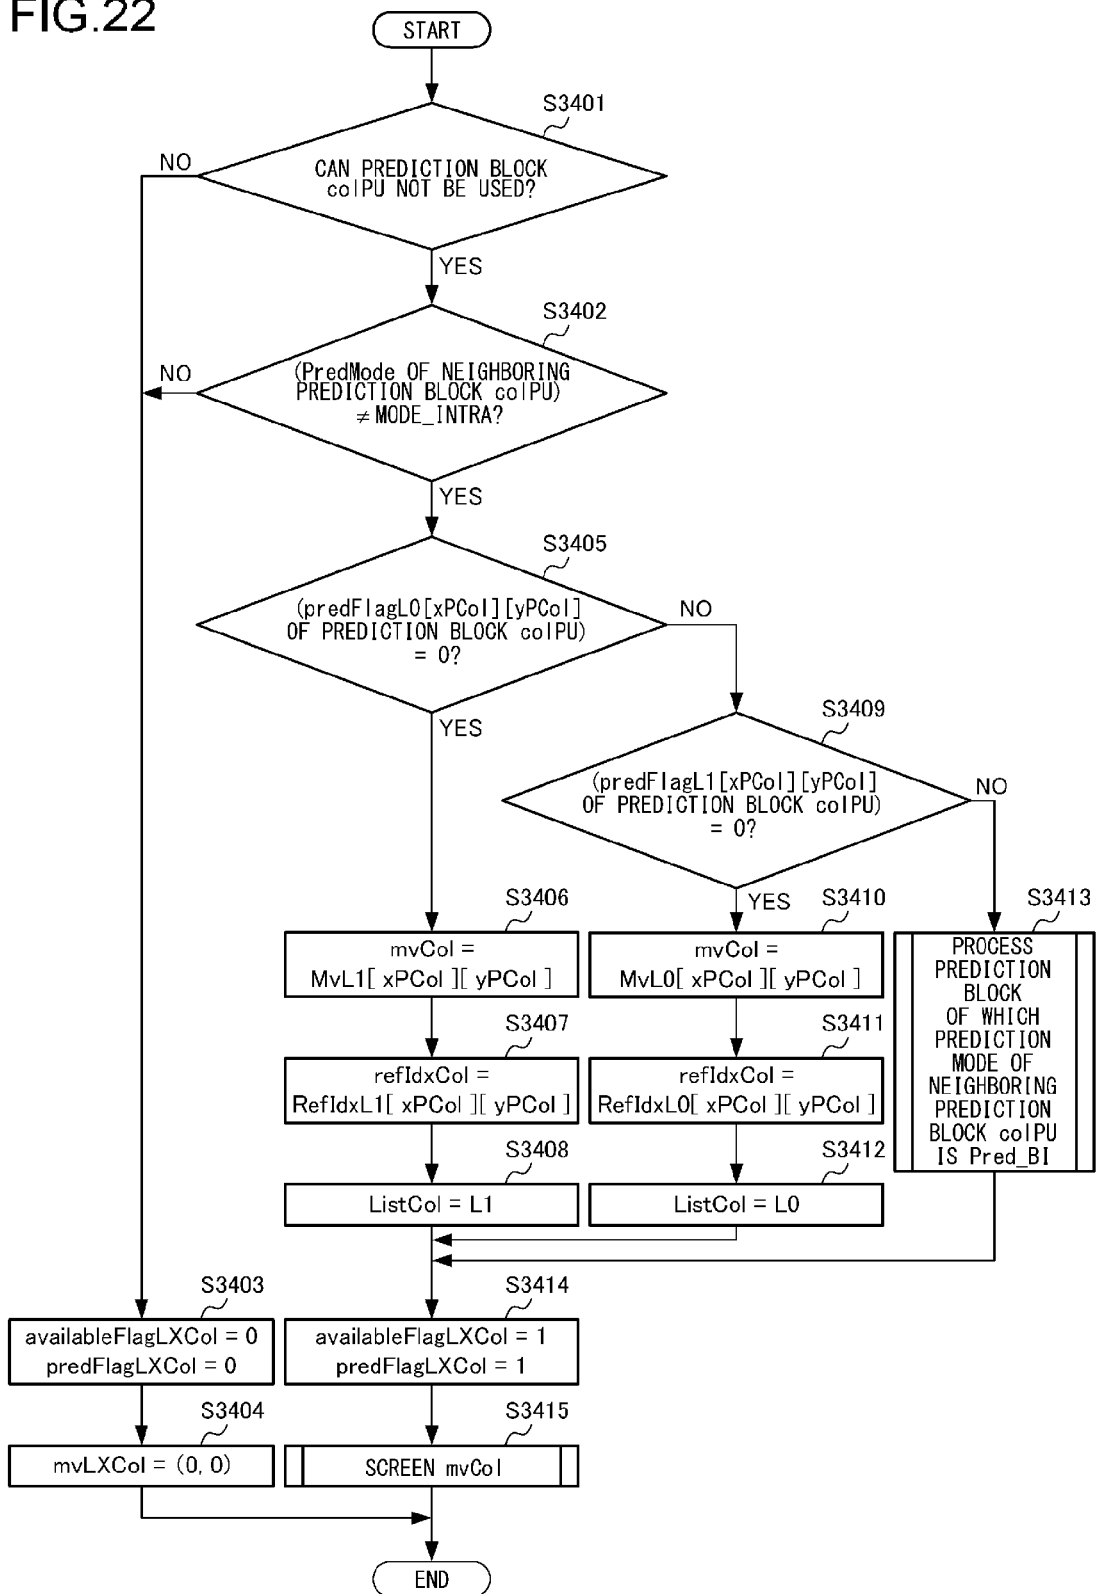 FIG.22
START
S3401
CAN PREDICTION BLOCK
colPU NOT BE USED?
NO
YES
S3402
(PredMode OF NEIGHBORING
PREDICTION BLOCK colPU)
≠ MODE_INTRA?
NO
YES
S3405
(predFlagL0[xPCol][yPCol]
OF PREDICTION BLOCK colPU)
= 0?
NO
YES
S3409
(predFlagL1[xPCol][yPCol]
OF PREDICTION BLOCK colPU)
= 0?
NO
YES
S3406
mvCol =
MvL1[ xPCol ][ yPCol ]
S3410
mvCol =
MvL0[ xPCol ][ yPCol ]
S3413
PROCESS
PREDICTION
BLOCK
OF WHICH
PREDICTION
MODE OF
NEIGHBORING
PREDICTION
BLOCK colPU
IS Pred_BI
S3407
refIdxCol =
RefIdxL1[ xPCol ][ yPCol ]
S3411
refIdxCol =
RefIdxL0[ xPCol ][ yPCol ]
S3408
ListCol = L1
S3412
ListCol = L0
S3403
availableFlagLXCol = 0
predFlagLXCol = 0
S3414
availableFlagLXCol = 1
predFlagLXCol = 1
S3404
mvLXCol = (0, 0)
S3415
SCREEN mvCol
END